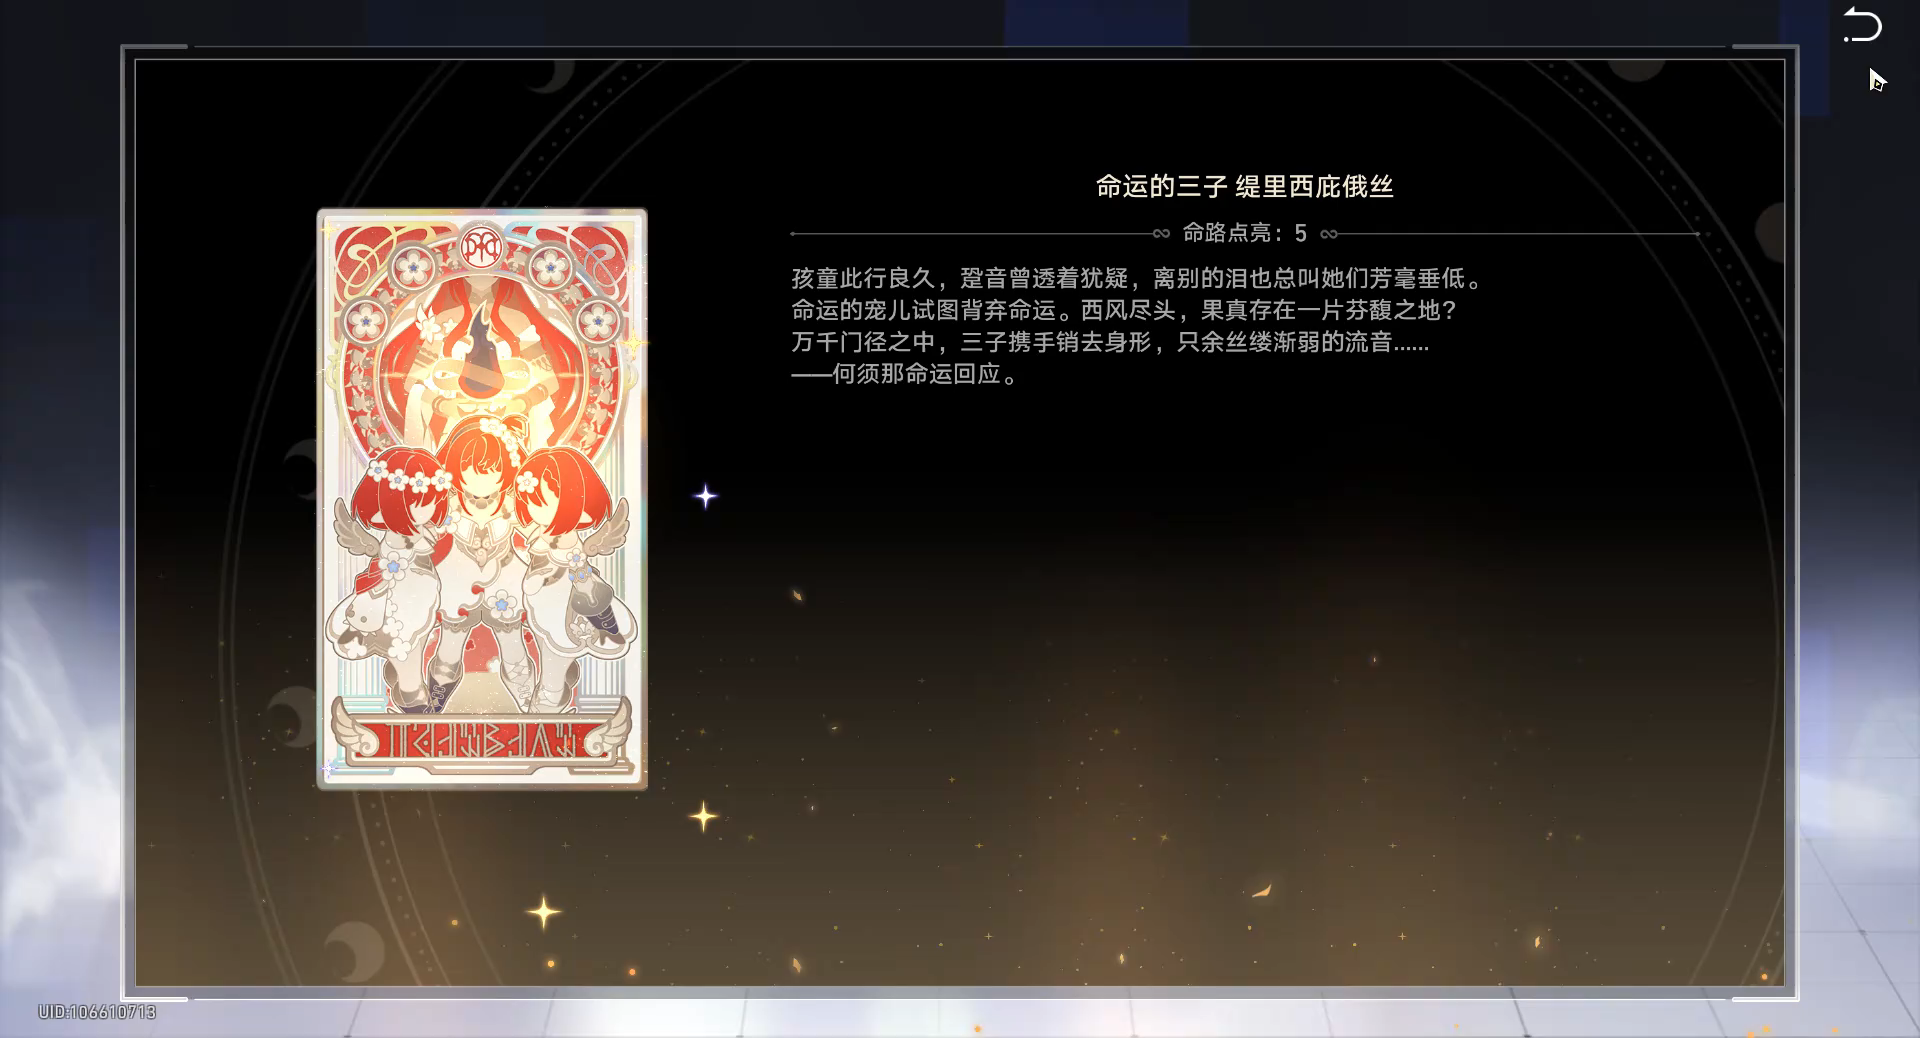 命运的三子 缇里西庇俄丝
命路点亮：5
孩童此行良久，跫音曾透着犹疑，离别的泪也总叫她们芳毫垂低。
命运的宠儿试图背弃命运。西风尽头，果真存在一片芬馥之地？
万千门径之中，三子携手销去身形，只余丝缕渐弱的流音……
——何须那命运回应。
UID:106610713